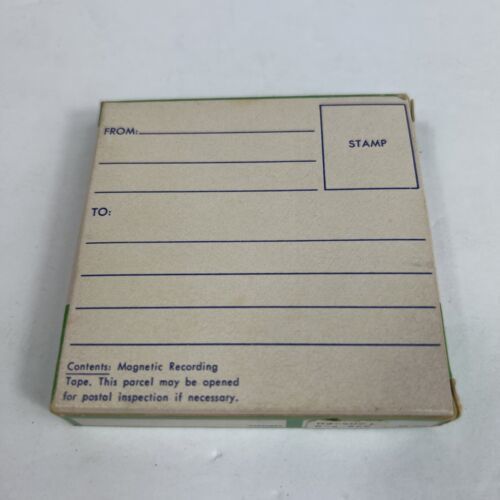 FROM:
STAMP
TO:
Contents: Magnetic Recording
Tape. This parcel may be opened
for postal inspection if necessary.